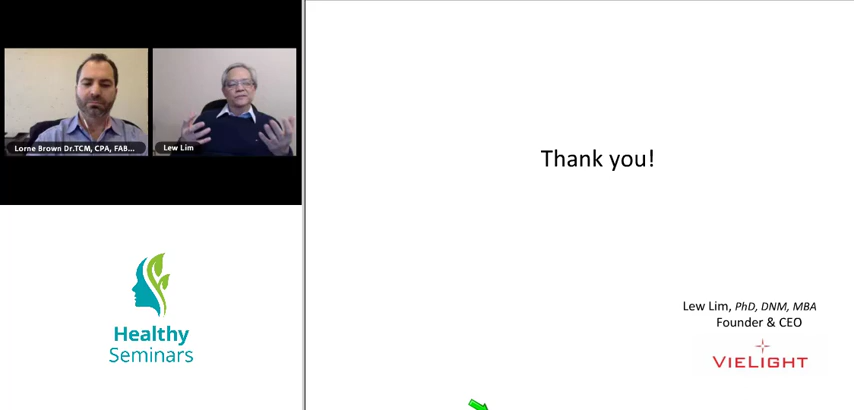 Lorne Brown Dr.TCM, CPA, FAB...
Lew Lim
Healthy
Seminars
Thank you!
Lew Lim, PhD, DNM, MBA
Founder & CEO
VIELIGHT